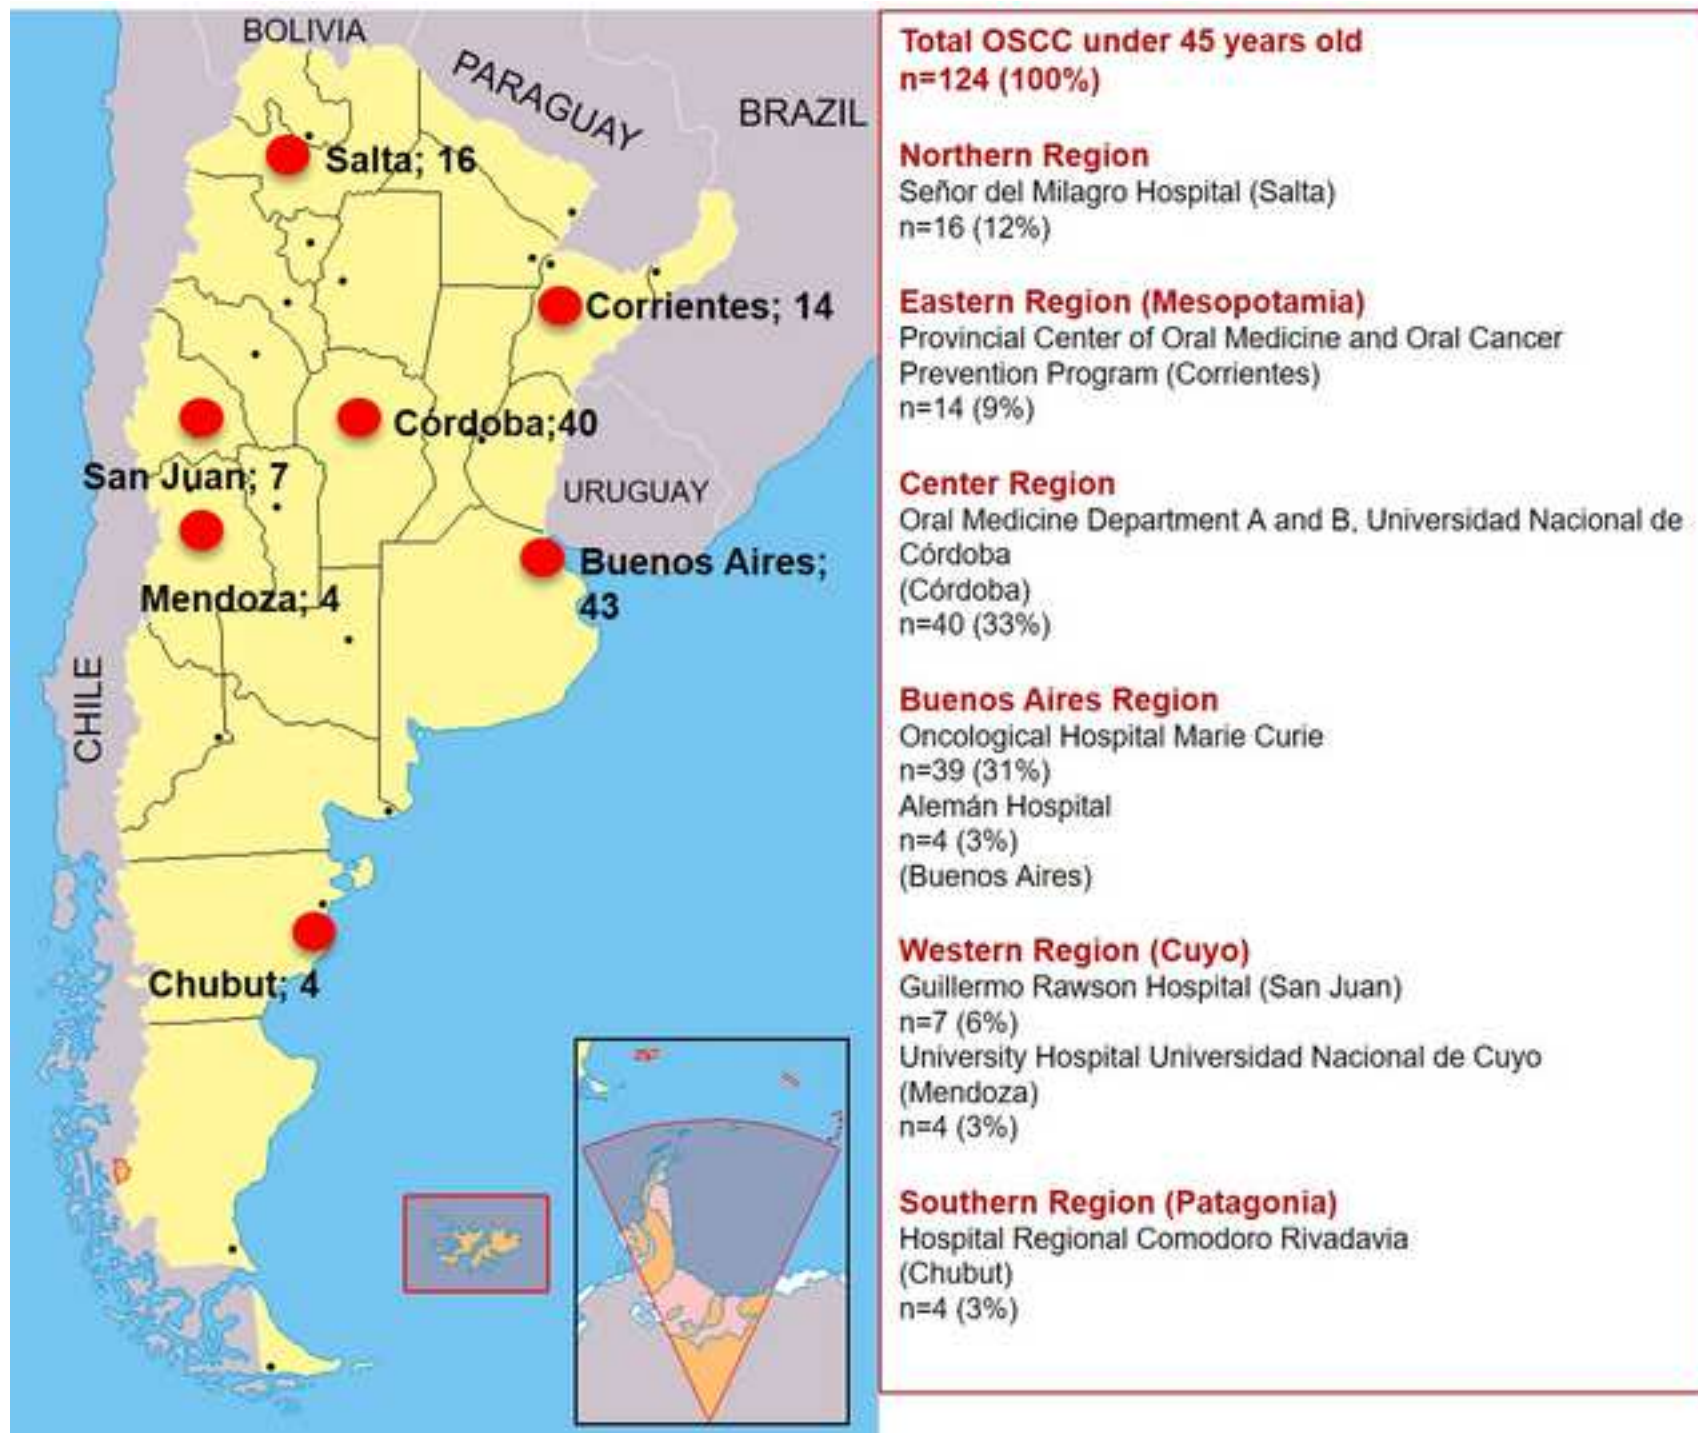 BOLIVIA
PARAGUAY
BRAZIL
Salta; 16
Corrientes; 14
Córdoba;40
San Juan; 7
URUGUAY
Buenos Aires;
43
Mendoza; 4
CHILE
Chubut; 4
Total OSCC under 45 years old
n=124 (100%)
Northern Region
Señor del Milagro Hospital (Salta)
n=16 (12%)
Eastern Region (Mesopotamia)
Provincial Center of Oral Medicine and Oral Cancer
Prevention Program (Corrientes)
n=14 (9%)
Center Region
Oral Medicine Department A and B, Universidad Nacional de
Córdoba
(Córdoba)
n=40 (33%)
Buenos Aires Region
Oncological Hospital Marie Curie
n=39 (31%)
Alemán Hospital
n=4 (3%)
(Buenos Aires)
Western Region (Cuyo)
Guillermo Rawson Hospital (San Juan)
n=7 (6%)
University Hospital Universidad Nacional de Cuyo
(Mendoza)
n=4 (3%)
Southern Region (Patagonia)
Hospital Regional Comodoro Rivadavia
(Chubut)
n=4 (3%)